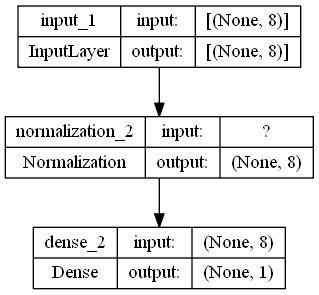 input_1 input: [(None, 8)]
InputLayer output: [(None, 8)]
normalization_2 input: ?
Normalization output: (None, 8)
dense_2 input: (None, 8)
Dense output: (None, 1)